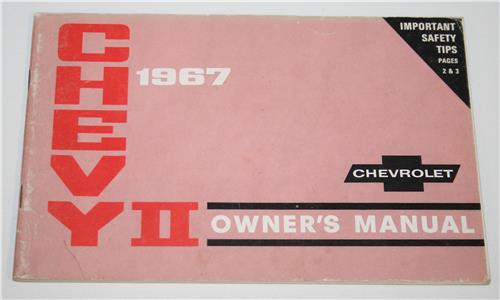 CHEVY II
1967
IMPORTANT
SAFETY
TIPS
PAGES
2 & 3
CHEVROLET
OWNER'S MANUAL